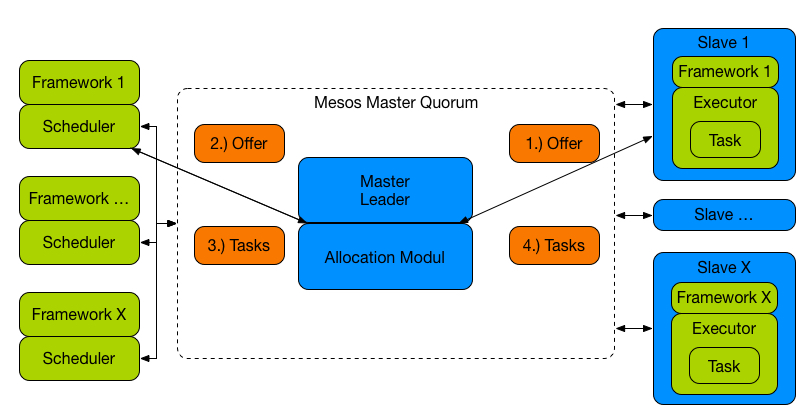 Framework 1
Scheduler
Framework ...
Scheduler
Framework X
Scheduler
Mesos Master Quorum
2.) Offer
1.) Offer
Master
Leader
Allocation Modul
3.) Tasks
4.) Tasks
Slave 1
Framework 1
Executor
Task
Slave ...
Slave X
Framework X
Executor
Task